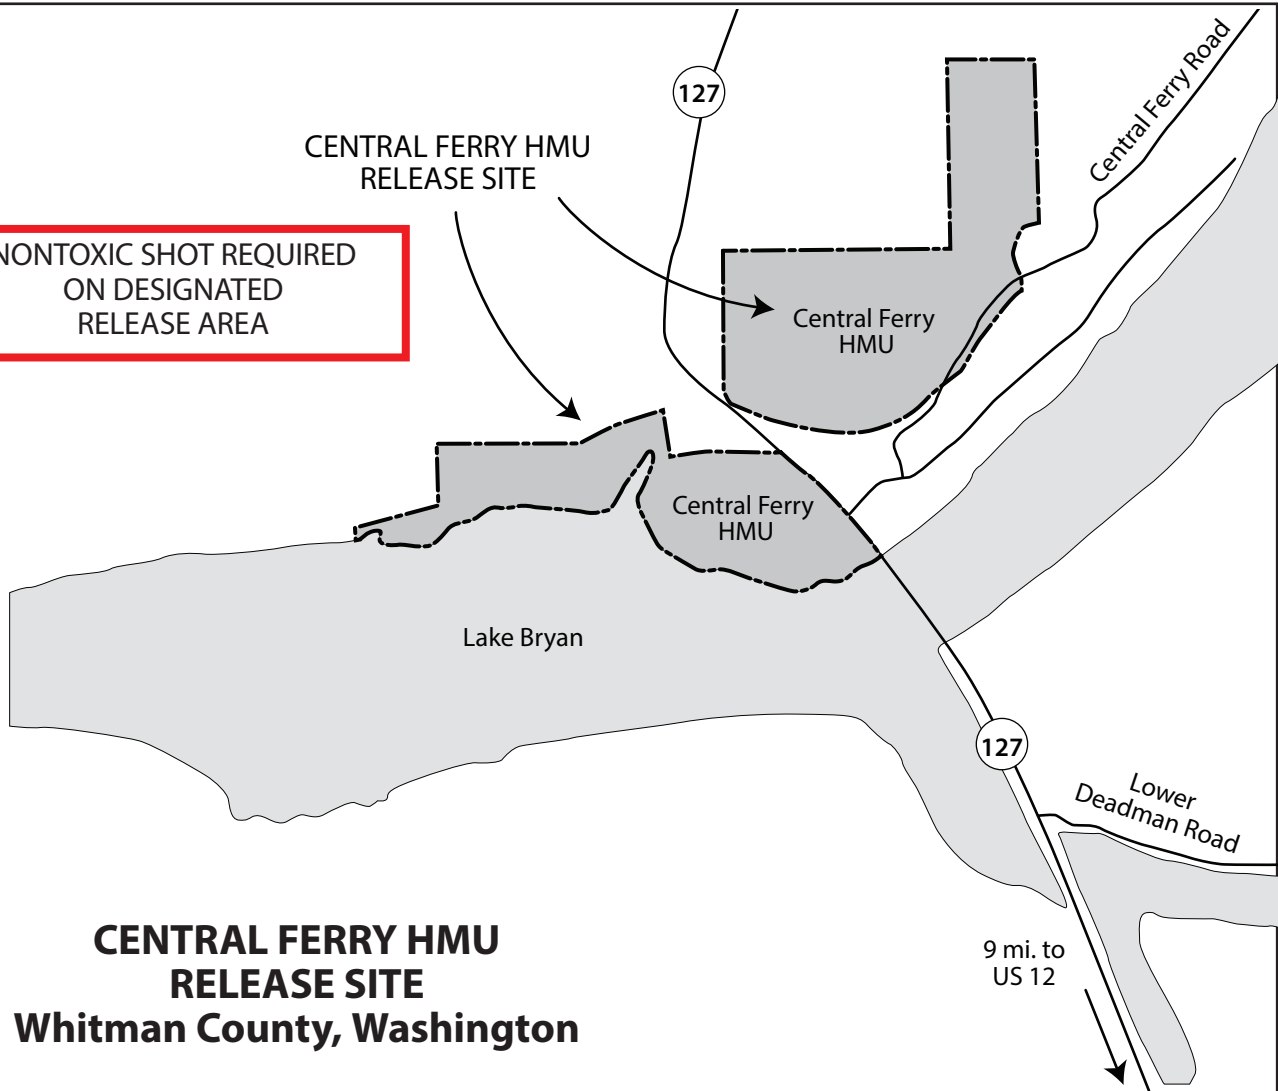 127
Central Ferry Road
CENTRAL FERRY HMU
RELEASE SITE
NONTOXIC SHOT REQUIRED
ON DESIGNATED
RELEASE AREA
Central Ferry
HMU
Central Ferry
HMU
Lake Bryan
127
Lower
Deadman Road
9 mi. to
US 12
CENTRAL FERRY HMU
RELEASE SITE
Whitman County, Washington